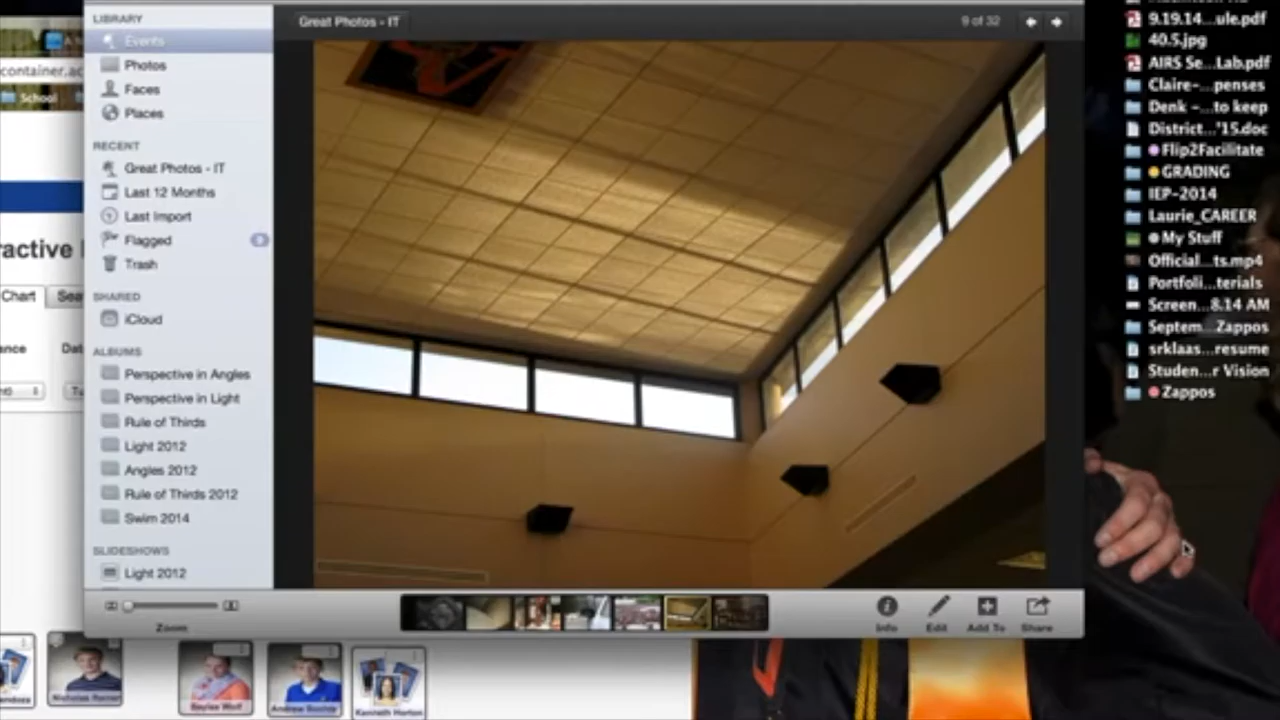 LIBRARY
Great Photos - IT
9 of 32
Events
Photos
Faces
Places
RECENT
Great Photos - IT
Last 12 Months
Last Import
Flagged
Trash
SHARED
iCloud
ALBUMS
Perspective in Angles
Perspective in Light
Rule of Thirds
Light 2012
Angles 2012
Rule of Thirds 2012
Swim 2014
SLIDESHOWS
Light 2012
Zoom
Info
Edit
Add To
Share
9.19.14...ule.pdf
40.5.jpg
AIRS Se...Lab.pdf
Claire-...penses
Denk -...to keep
District...'15.doc
Flip2Facilitate
GRADING
IEP-2014
Laurie_CAREER
My Stuff
Official...ts.mp4
Portfoli...terials
Screen...8.14 AM
Septem...Zappos
srklaas...resume
Studen...r Vision
Zappos
container.ac
School
ractive
Chart
Sea
nce
Dat
Kenneth Horton